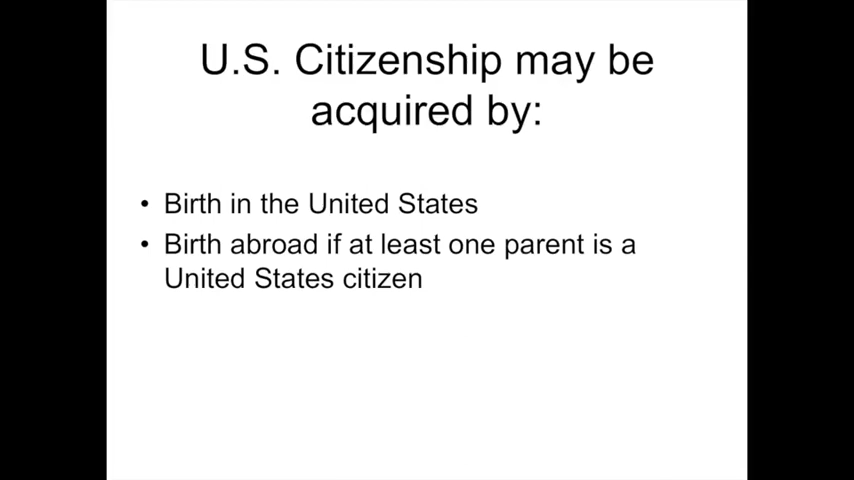 U.S. Citizenship may be
acquired by:
• Birth in the United States
• Birth abroad if at least one parent is a
United States citizen